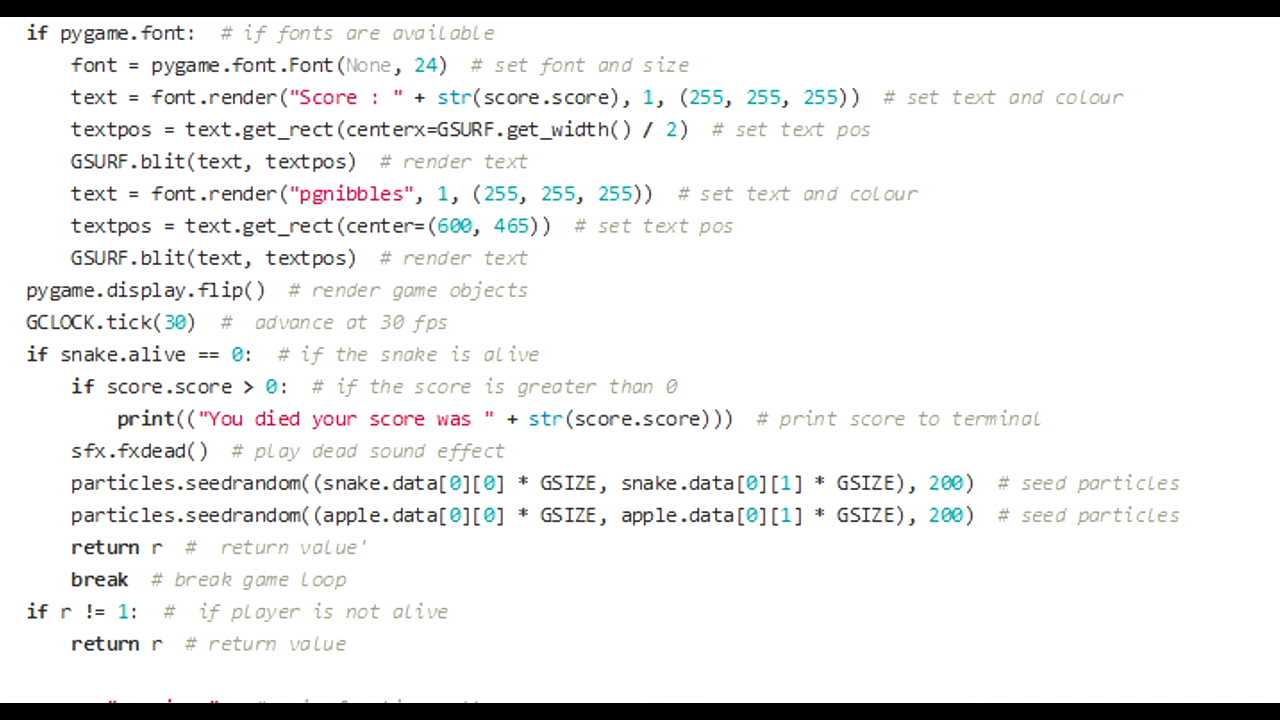 if pygame.font:  # if fonts are available
    font = pygame.font.Font(None, 24)  # set font and size
    text = font.render("Score : " + str(score.score), 1, (255, 255, 255))  # set text and colour
    textpos = text.get_rect(centerx=GSURF.get_width() / 2)  # set text pos
    GSURF.blit(text, textpos)  # render text
    text = font.render("pgnibbles", 1, (255, 255, 255))  # set text and colour
    textpos = text.get_rect(center=(600, 465))  # set text pos
    GSURF.blit(text, textpos)  # render text
pygame.display.flip()  # render game objects
GCLOCK.tick(30)  #  advance at 30 fps
if snake.alive == 0:  # if the snake is alive
    if score.score > 0:  # if the score is greater than 0
        print(("You died your score was " + str(score.score)))  # print score to terminal
    sfx.fxdead()  # play dead sound effect
    particles.seedrandom((snake.data[0][0] * GSIZE, snake.data[0][1] * GSIZE), 200)  # seed particles
    particles.seedrandom((apple.data[0][0] * GSIZE, apple.data[0][1] * GSIZE), 200)  # seed particles
    return r  #  return value'
    break  # break game loop
if r != 1:  #  if player is not alive
    return r  # return value